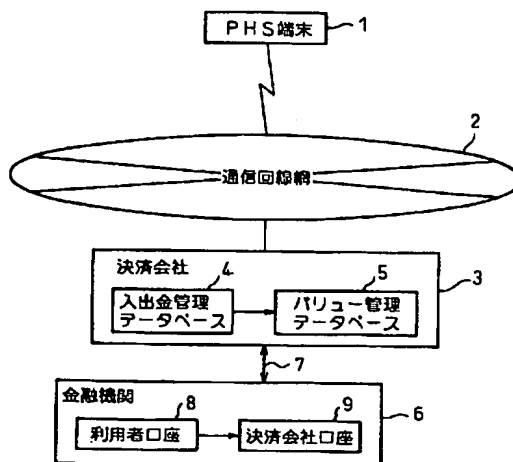 PHS端末
1
2
通信回線網
決済会社
3
4
5
入出金管理
データベース
バリュー管理
データベース
7
金融機関
6
8
9
利用者口座
決済会社口座